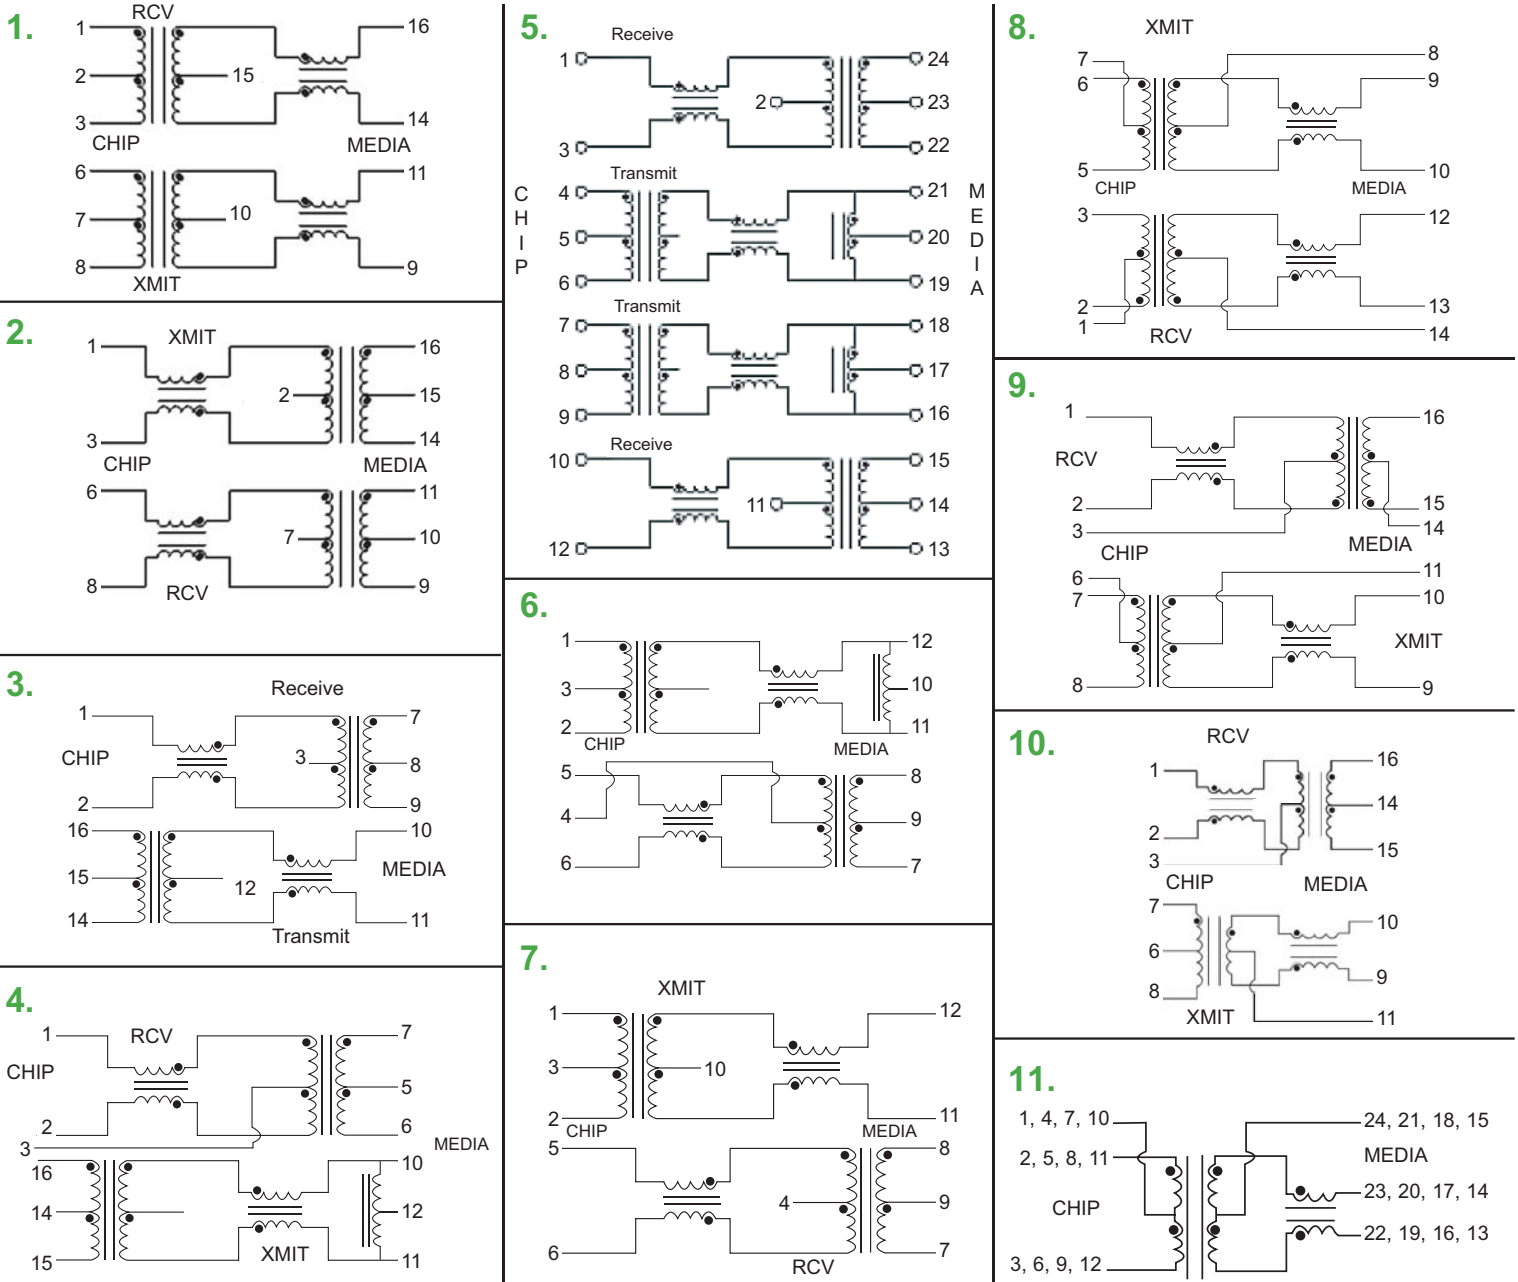 1.
RCV
1
16
2
15
3
14
CHIP
MEDIA
6
11
7
10
8
9
XMIT
2.
XMIT
1
16
2
15
3
14
CHIP
MEDIA
6
11
7
10
8
9
RCV
3.
Receive
1
7
CHIP
3
8
2
9
16
10
MEDIA
15
12
14
11
Transmit
4.
1
RCV
7
CHIP
5
2
6
3
MEDIA
16
10
14
12
15
XMIT
11
5.
Receive
1
24
2
23
3
22
Transmit
4
21
CHIP
MEDIA
5
20
6
19
Transmit
7
18
8
17
9
16
Receive
10
15
11
14
12
13
6.
1
12
3
10
2
11
CHIP
MEDIA
5
8
4
9
6
7
7.
XMIT
1
12
3
10
2
11
CHIP
MEDIA
5
8
4
9
6
7
RCV
8.
XMIT
7
8
6
9
5
10
CHIP
MEDIA
3
12
2
13
1
14
RCV
9.
1
16
RCV
2
15
3
14
CHIP
MEDIA
6
11
7
10
XMIT
8
9
10.
RCV
1
16
14
2
15
3
CHIP
MEDIA
7
10
6
9
8
XMIT
11
11.
1, 4, 7, 10
24, 21, 18, 15
2, 5, 8, 11
MEDIA
23, 20, 17, 14
CHIP
22, 19, 16, 13
3, 6, 9, 12